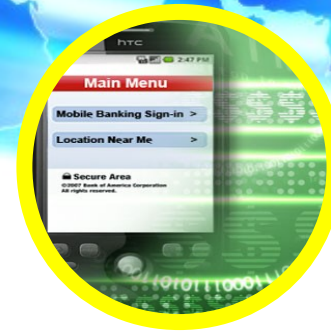 hTC
2:47 PM
Main Menu
Mobile Banking Sign-in >
Location Near Me >
Secure Area
©2007 Bank of America Corporation
All rights reserved.